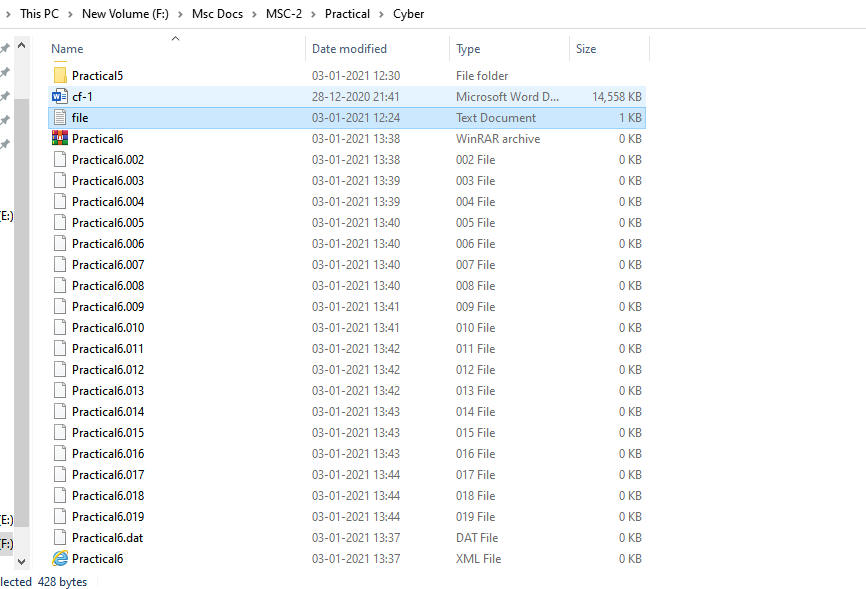 This PC > New Volume (F:) > Msc Docs > MSC-2 > Practical > Cyber
Name Date modified Type Size
Practical5 03-01-2021 12:30 File folder
cf-1 28-12-2020 21:41 Microsoft Word D... 14,558 KB
file 03-01-2021 12:24 Text Document 1 KB
Practical6 03-01-2021 13:38 WinRAR archive 0 KB
Practical6.002 03-01-2021 13:38 002 File 0 KB
Practical6.003 03-01-2021 13:39 003 File 0 KB
Practical6.004 03-01-2021 13:39 004 File 0 KB
(E:) Practical6.005 03-01-2021 13:40 005 File 0 KB
Practical6.006 03-01-2021 13:40 006 File 0 KB
Practical6.007 03-01-2021 13:40 007 File 0 KB
Practical6.008 03-01-2021 13:40 008 File 0 KB
Practical6.009 03-01-2021 13:41 009 File 0 KB
Practical6.010 03-01-2021 13:41 010 File 0 KB
Practical6.011 03-01-2021 13:42 011 File 0 KB
Practical6.012 03-01-2021 13:42 012 File 0 KB
Practical6.013 03-01-2021 13:42 013 File 0 KB
Practical6.014 03-01-2021 13:43 014 File 0 KB
Practical6.015 03-01-2021 13:43 015 File 0 KB
Practical6.016 03-01-2021 13:43 016 File 0 KB
Practical6.017 03-01-2021 13:44 017 File 0 KB
Practical6.018 03-01-2021 13:44 018 File 0 KB
(E:) Practical6.019 03-01-2021 13:44 019 File 0 KB
(F:) Practical6.dat 03-01-2021 13:37 DAT File 0 KB
Practical6 03-01-2021 13:37 XML File 0 KB
lected 428 bytes